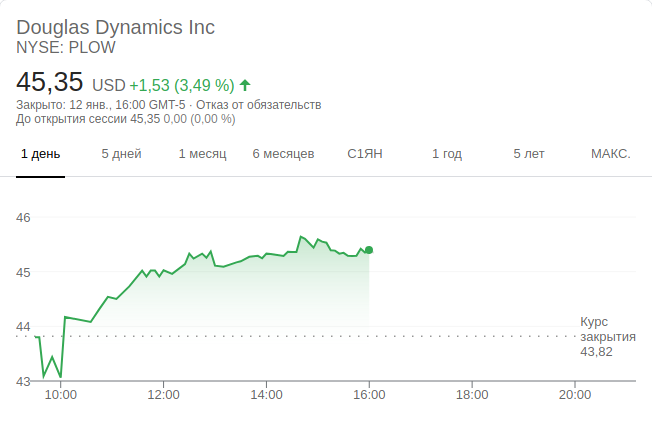 Douglas Dynamics Inc
NYSE: PLOW
45,35 USD +1,53 (3,49 %)
Закрыто: 12 янв., 16:00 GMT-5 · Отказ от обязательств
До открытия сессии 45,35 0,00 (0,00 %)
1 день 5 дней 1 месяц 6 месяцев С1ЯН 1 год 5 лет МАКС.
46
45
44
Курс
закрытия
43,82
43
10:00 12:00 14:00 16:00 18:00 20:00